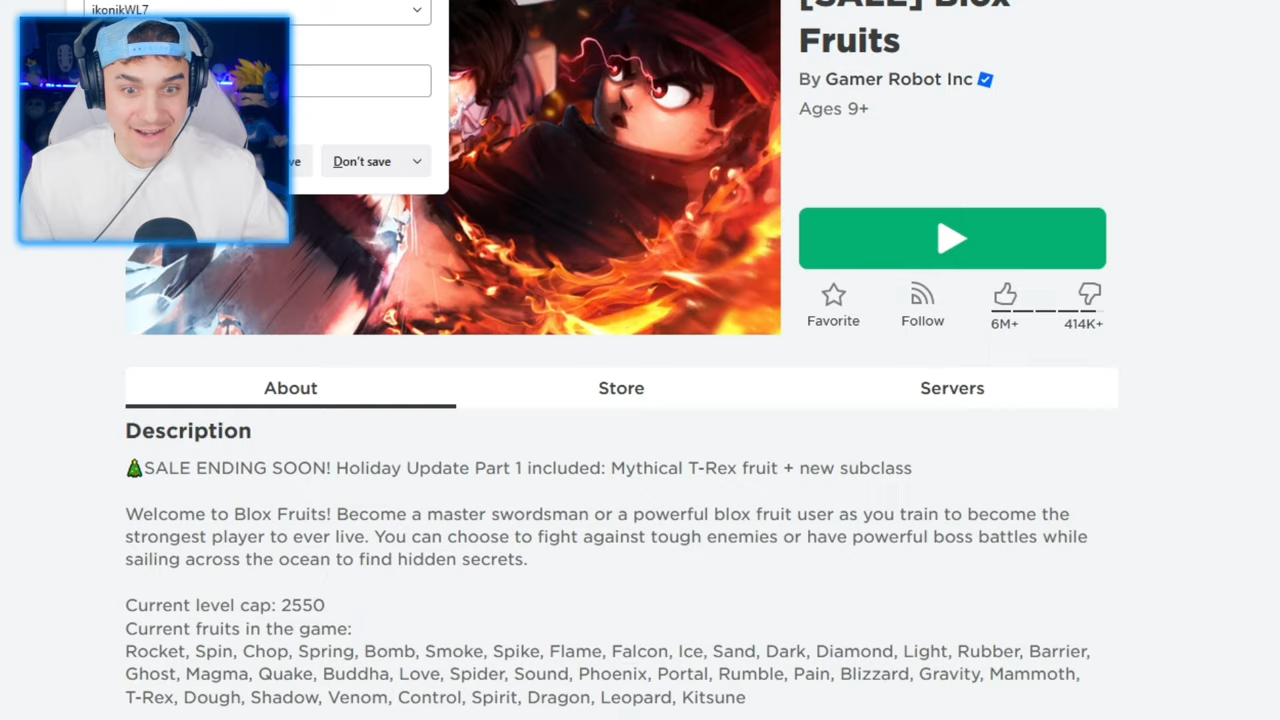 ikonikWL7
[SALE] Blox
Fruits
By Gamer Robot Inc
Ages 9+
Don't save
Favorite
Follow
6M+
414K+
About
Store
Servers
Description
🎄SALE ENDING SOON! Holiday Update Part 1 included: Mythical T-Rex fruit + new subclass
Welcome to Blox Fruits! Become a master swordsman or a powerful blox fruit user as you train to become the
strongest player to ever live. You can choose to fight against tough enemies or have powerful boss battles while
sailing across the ocean to find hidden secrets.
Current level cap: 2550
Current fruits in the game:
Rocket, Spin, Chop, Spring, Bomb, Smoke, Spike, Flame, Falcon, Ice, Sand, Dark, Diamond, Light, Rubber, Barrier,
Ghost, Magma, Quake, Buddha, Love, Spider, Sound, Phoenix, Portal, Rumble, Pain, Blizzard, Gravity, Mammoth,
T-Rex, Dough, Shadow, Venom, Control, Spirit, Dragon, Leopard, Kitsune